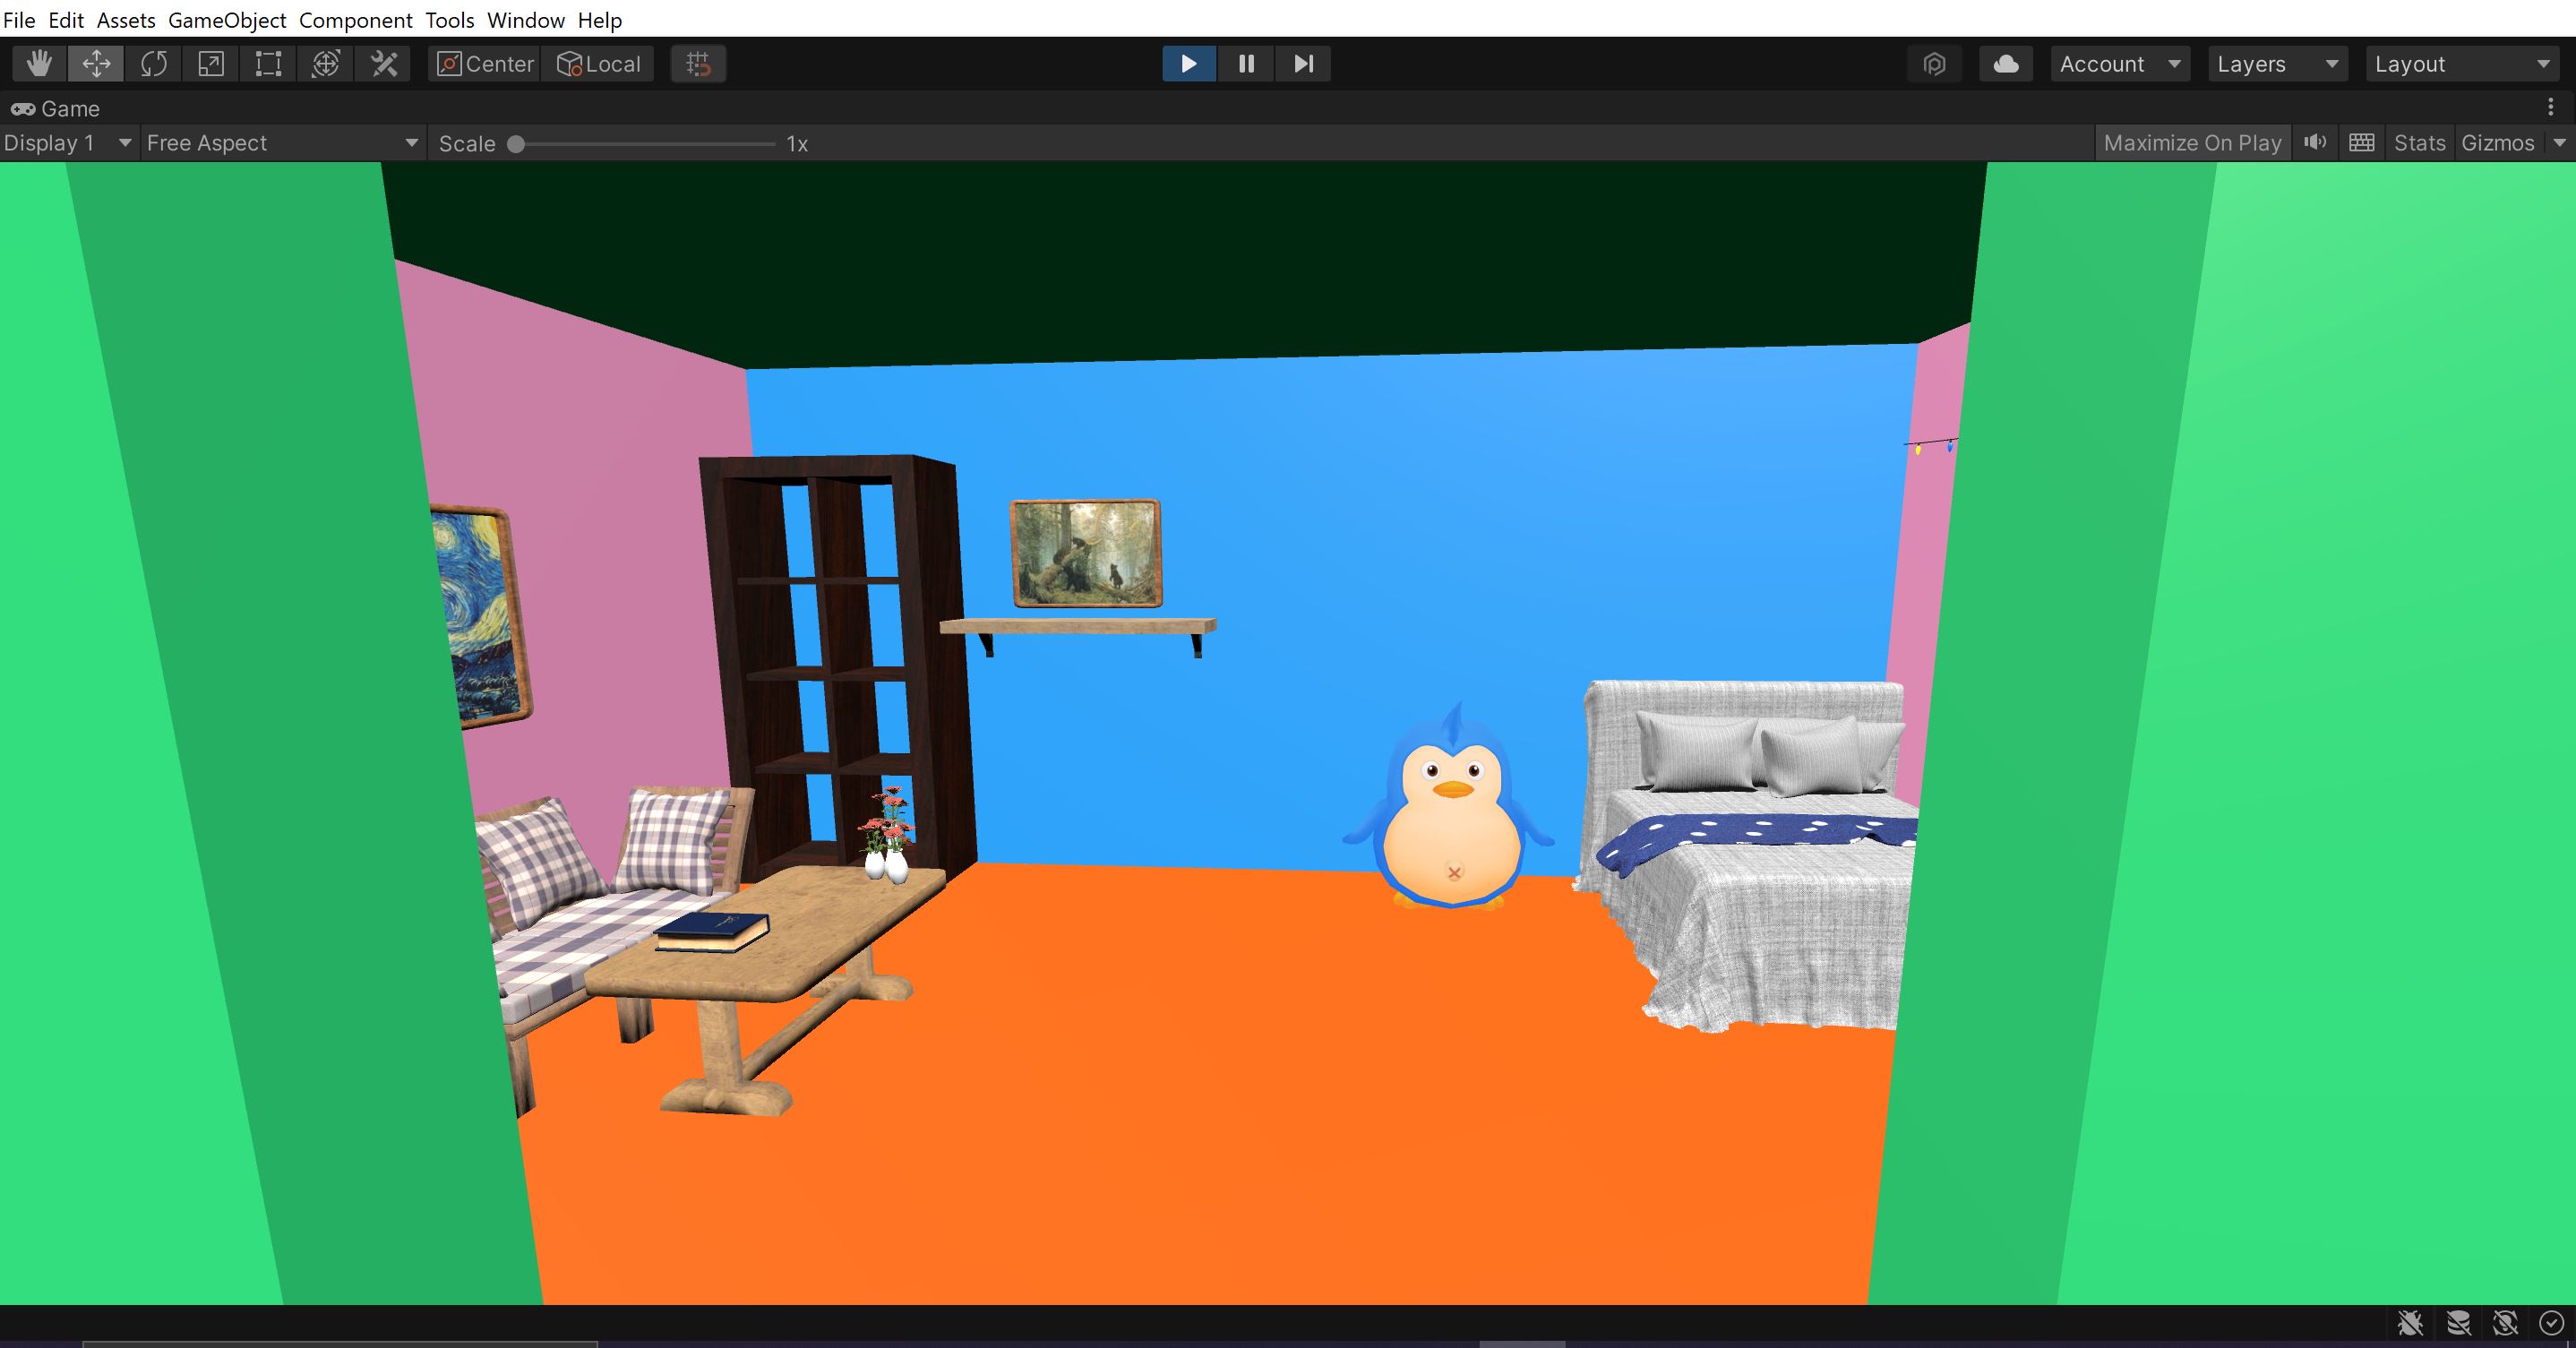 File Edit Assets GameObject Component Tools Window Help
Center Local Account Layers Layout
Game
Display 1 Free Aspect Scale 1x Maximize On Play Stats Gizmos